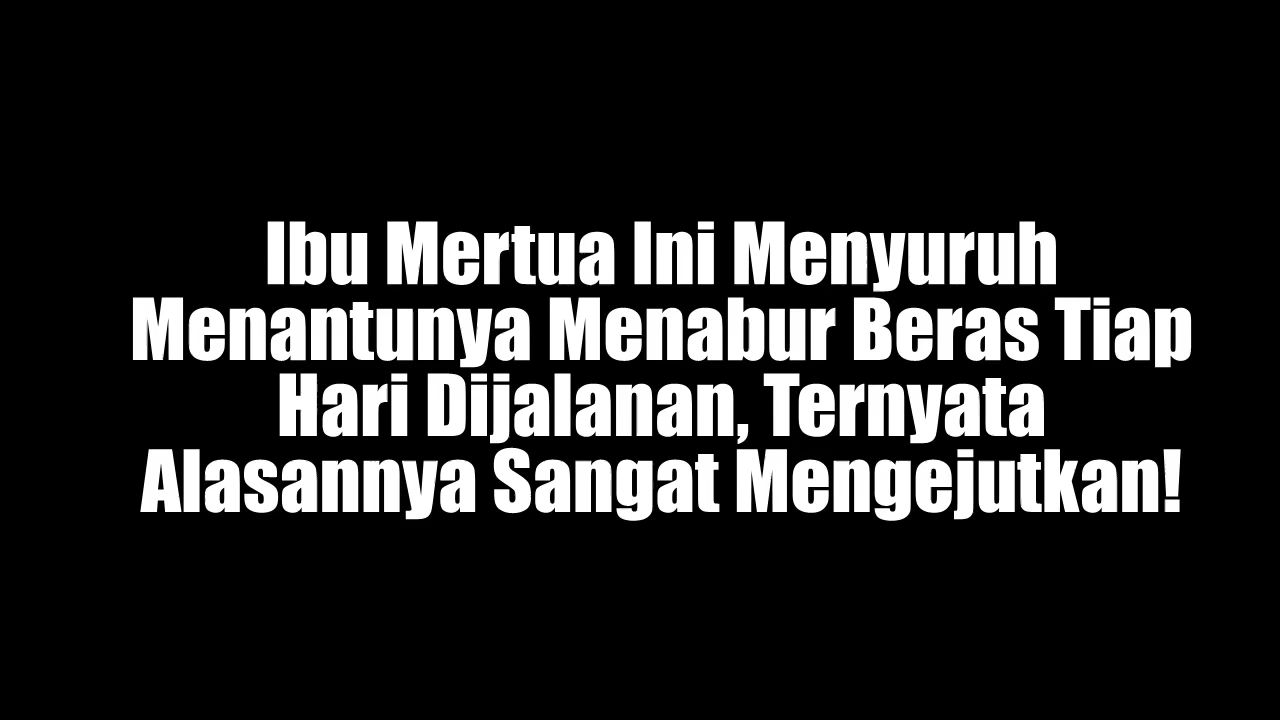 Ibu Mertua Ini Menyuruh
Menantunya Menabur Beras Tiap
Hari Dijalanan, Ternyata
Alasannya Sangat Mengejutkan!